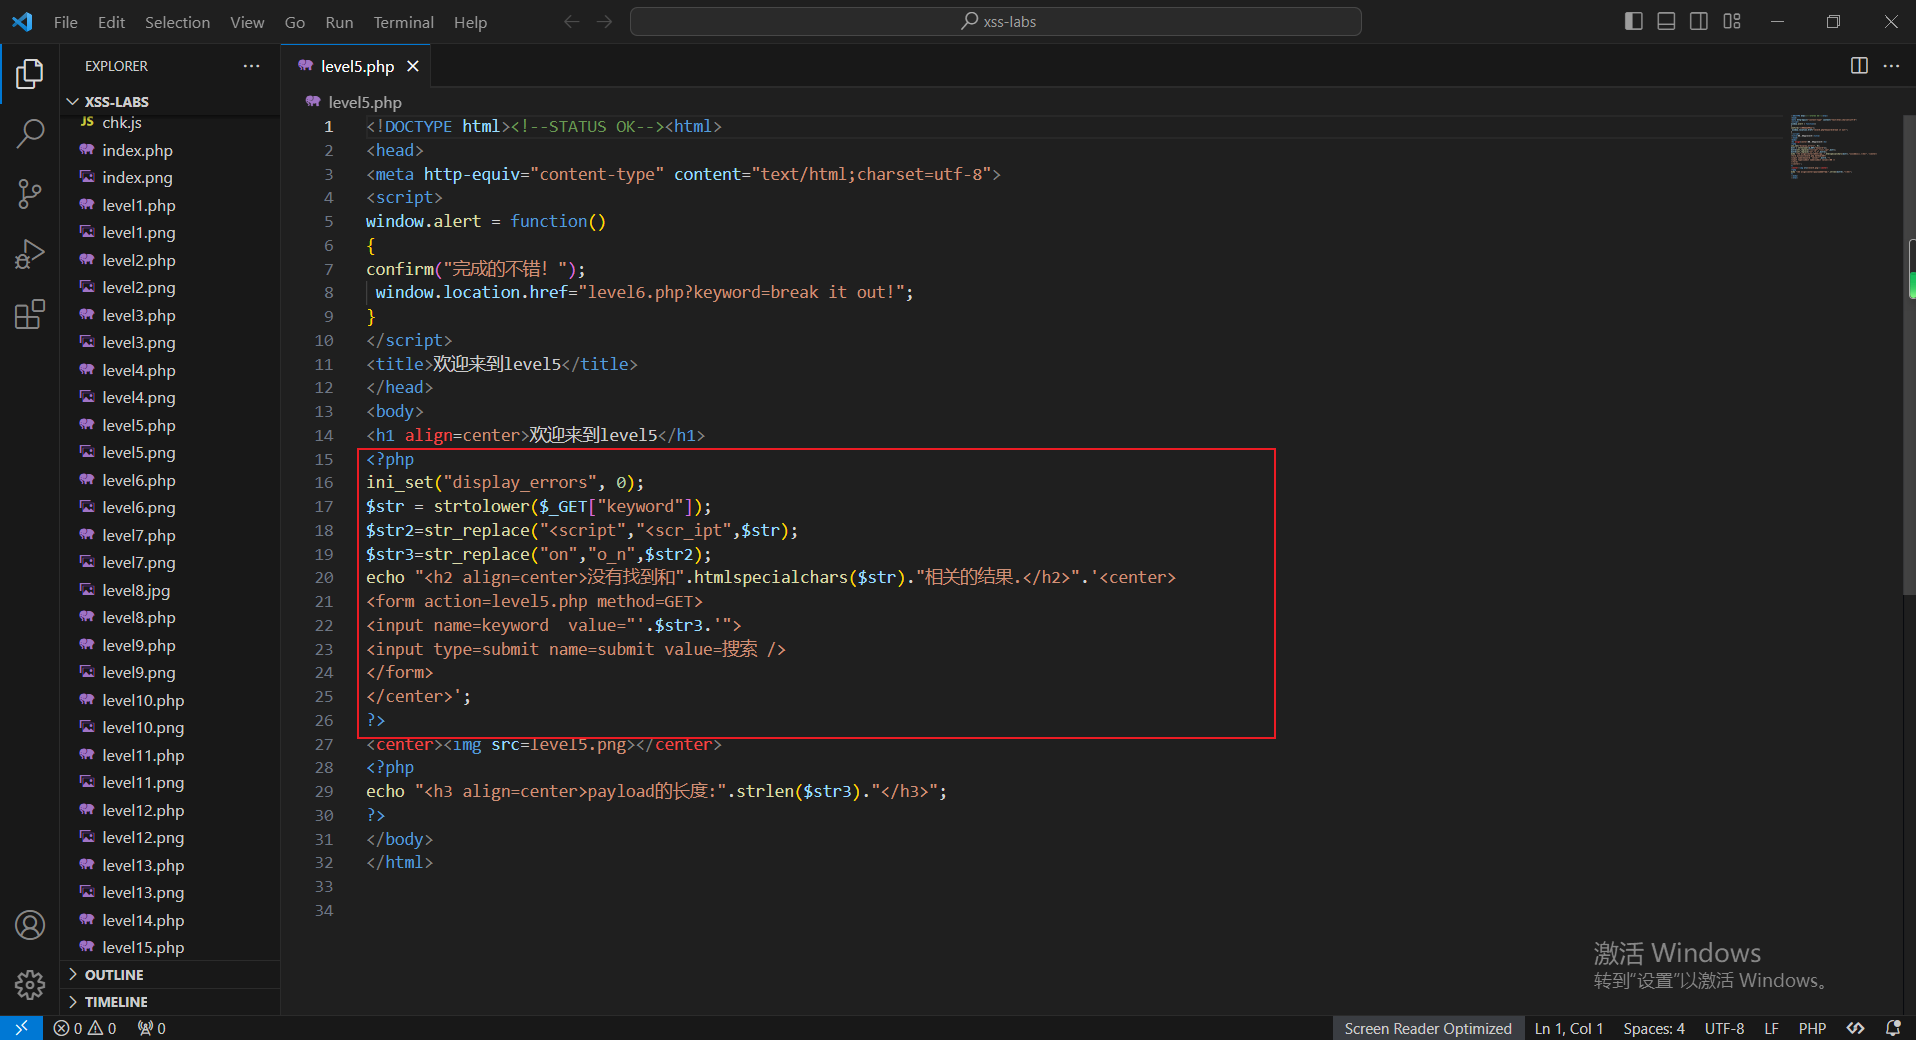 File Edit Selection View Go Run Terminal Help
xss-labs
EXPLORER
XSS-LABS
JS chk.js
index.php
index.png
level1.php
level1.png
level2.php
level2.png
level3.php
level3.png
level4.php
level4.png
level5.php
level5.png
level6.php
level6.png
level7.php
level7.png
level8.jpg
level8.php
level9.php
level9.png
level10.php
level10.png
level11.php
level11.png
level12.php
level12.png
level13.php
level13.png
level14.php
level15.php
OUTLINE
TIMELINE
level5.php
level5.php
1 <!DOCTYPE html><!--STATUS OK--><html>
2 <head>
3 <meta http-equiv="content-type" content="text/html;charset=utf-8">
4 <script>
5 window.alert = function()
6 {
7 confirm("完成的不错！");
8  window.location.href="level6.php?keyword=break it out!";
9 }
10 </script>
11 <title>欢迎来到level5</title>
12 </head>
13 <body>
14 <h1 align=center>欢迎来到level5</h1>
15 <?php
16 ini_set("display_errors", 0);
17 $str = strtolower($_GET["keyword"]);
18 $str2=str_replace("<script","<scr_ipt",$str);
19 $str3=str_replace("on","o_n",$str2);
20 echo "<h2 align=center>没有找到和".htmlspecialchars($str)."相关的结果.</h2>".'<center>
21 <form action=level5.php method=GET>
22 <input name=keyword  value="'.$str3.'">
23 <input type=submit name=submit value=搜索 />
24 </form>
25 </center>';
26 ?>
27 <center><img src=level5.png></center>
28 <?php
29 echo "<h3 align=center>payload的长度:".strlen($str3)."</h3>";
30 ?>
31 </body>
32 </html>
33
34
激活 Windows
转到“设置”以激活 Windows。
0 0 0
Screen Reader Optimized Ln 1, Col 1 Spaces: 4 UTF-8 LF PHP